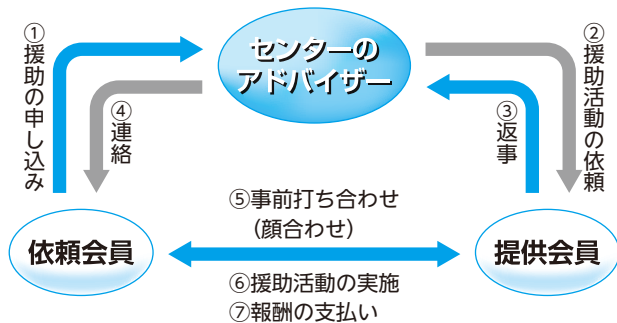 センターの
アドバイザー
①援助の申し込み
②援助活動の依頼
③返事
④連絡
⑤事前打ち合わせ
（顔合わせ）
依頼会員
提供会員
⑥援助活動の実施
⑦報酬の支払い